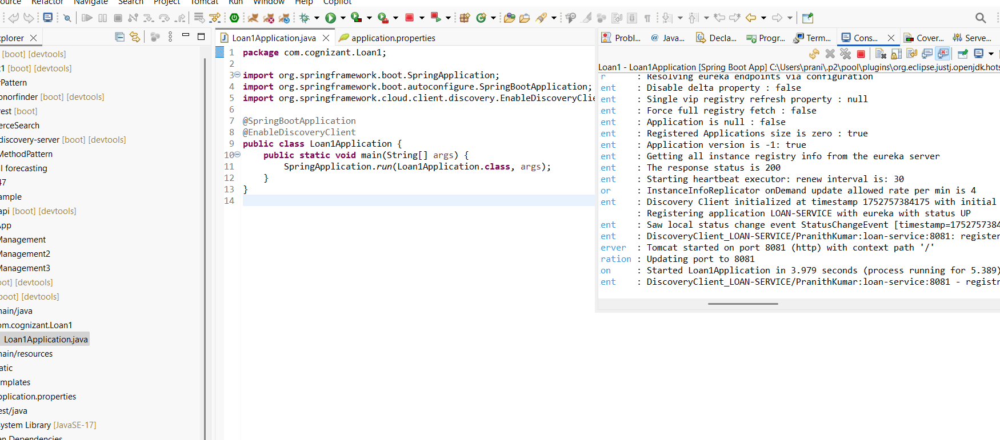 ource Refactor Navigate Search Project Tomcat Run Window Help Copilot
plorer
[boot] [devtools]
1 [boot] [devtools]
rPattern
onorfinder [boot] [devtools]
rest [boot]
erceSearch
discovery-server [boot] [devtools]
MethodPattern
l forecasting
47
ample
api [boot] [devtools]
App
Management
Management2
Management3
oot] [devtools]
boot] [devtools]
nain/java
om.cognizant.Loan1
Loan1Application.java
nain/resources
atic
mplates
pplication.properties
est/java
ystem Library [JavaSE-17]
en Dependencies
Loan1Application.java application.properties
1 package com.cognizant.Loan1;
2
3 import org.springframework.boot.SpringApplication;
4 import org.springframework.boot.autoconfigure.SpringBootApplication;
5 import org.springframework.cloud.client.discovery.EnableDiscoveryClie
6
7 @SpringBootApplication
8 @EnableDiscoveryClient
9 public class Loan1Application {
10 public static void main(String[] args) {
11 SpringApplication.run(Loan1Application.class, args);
12 }
13 }
14
Probl... @ Java... Decla... Progr... Term... Cons... Cover... Serve...
Loan1 - Loan1Application [Spring Boot App] C:\Users\prani\.p2\pool\plugins\org.eclipse.justj.openjdk.hots
r : Resolving eureka endpoints via configuration
ent : Disable delta property : false
ent : Single vip registry refresh property : null
ent : Force full registry fetch : false
ent : Application is null : false
ent : Registered Applications size is zero : true
ent : Application version is -1: true
ent : Getting all instance registry info from the eureka server
ent : The response status is 200
ent : Starting heartbeat executor: renew interval is: 30
or : InstanceInfoReplicator onDemand update allowed rate per min is 4
ent : Discovery Client initialized at timestamp 1752757384175 with initial
: Registering application LOAN-SERVICE with eureka with status UP
ent : Saw local status change event StatusChangeEvent [timestamp=1752757384
ent : DiscoveryClient_LOAN-SERVICE/PranithKumar:loan-service:8081: register
erver : Tomcat started on port 8081 (http) with context path '/'
ration : Updating port to 8081
on : Started Loan1Application in 3.979 seconds (process running for 5.389)
ent : DiscoveryClient_LOAN-SERVICE/PranithKumar:loan-service:8081 - registr